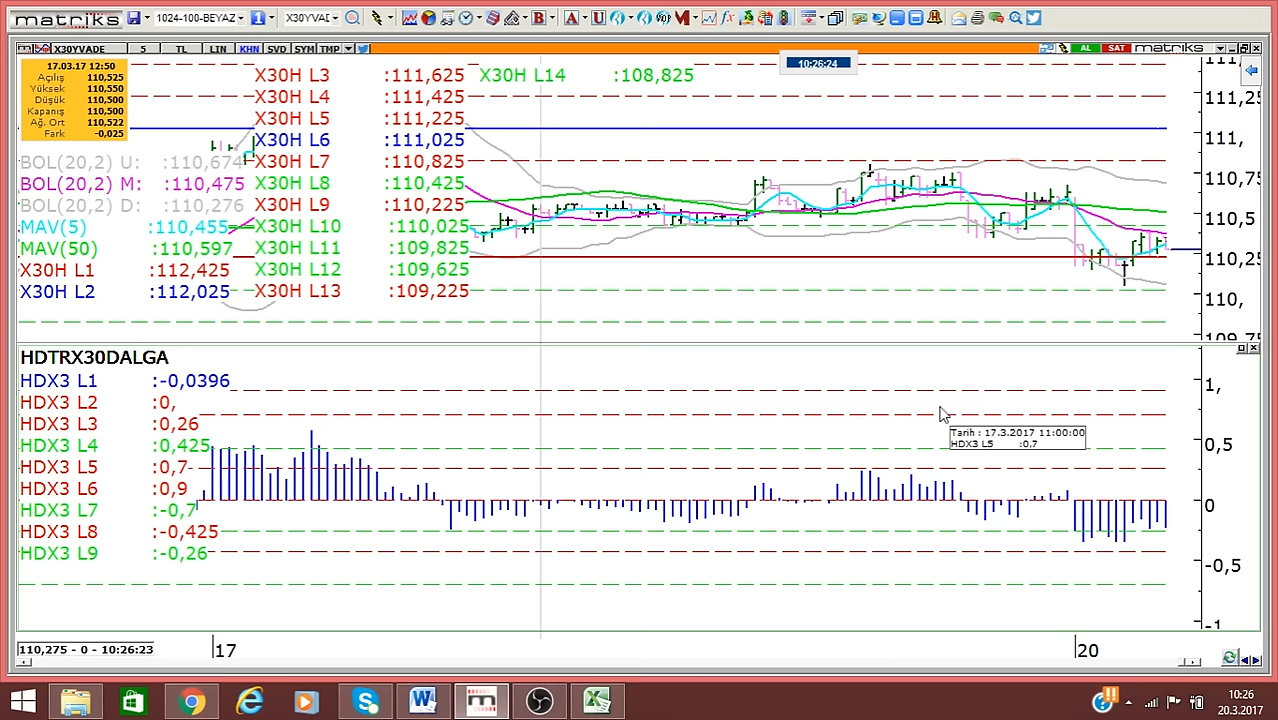 matriks 1024-100-BEYAZ X30YVAD
X30YVADE 5 TL LIN KHN SVD SYM TMP AL SAT matriks
10:26:24
17.03.17 12:50
Açılış 110,525
Yüksek 110,550
Düşük 110,500
Kapanış 110,500
Ağ. Ort 110,522
Fark -0,025
BOL(20,2) U: :110,674
BOL(20,2) M: :110,475
BOL(20,2) D: :110,276
MAV(5) :110,455
MAV(50) :110,597
X30H L1 :112,425
X30H L2 :112,025
X30H L3 :111,625
X30H L4 :111,425
X30H L5 :111,225
X30H L6 :111,025
X30H L7 :110,825
X30H L8 :110,425
X30H L9 :110,225
X30H L10 :110,025
X30H L11 :109,825
X30H L12 :109,625
X30H L13 :109,225
X30H L14 :108,825
111,25
111,
110,75
110,5
110,25
110,
109,75
HDTRX30DALGA
HDX3 L1 :-0,0396
HDX3 L2 :0,
HDX3 L3 :0,26
HDX3 L4 :0,425
HDX3 L5 :0,7
HDX3 L6 :0,9
HDX3 L7 :-0,7
HDX3 L8 :-0,425
HDX3 L9 :-0,26
Tarih : 17.3.2017 11:00:00
HDX3 L5 :0,7
1,
0,5
0
-0,5
-1
110,275 - 0 - 10:26:23
17
20
10:26
20.3.2017